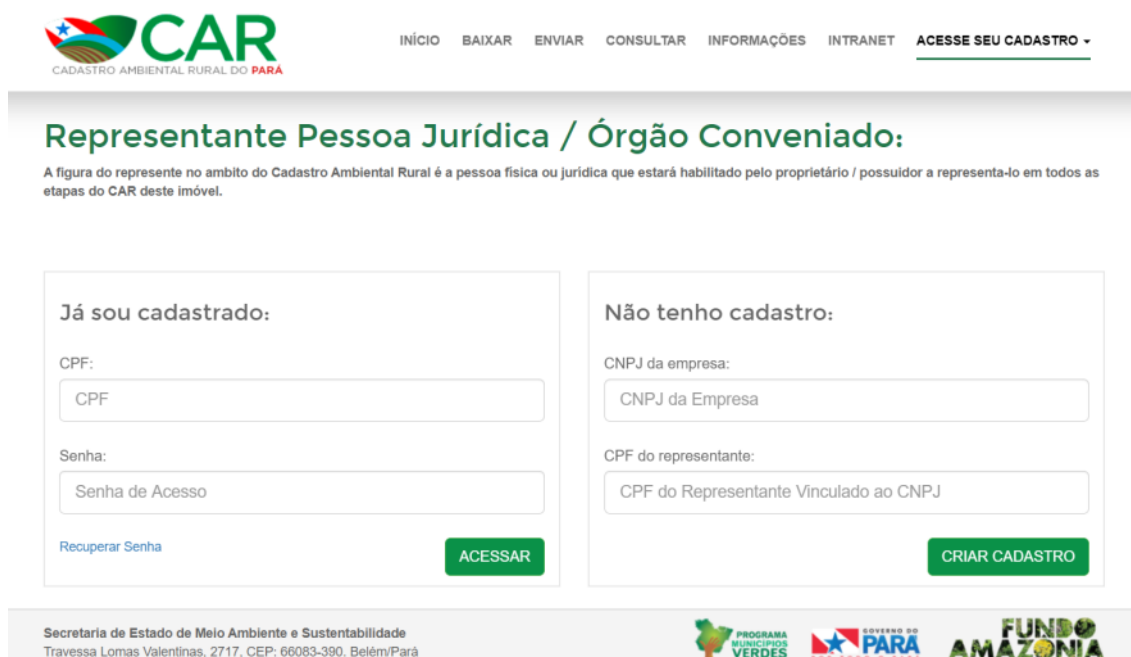 CAR
CADASTRO AMBIENTAL RURAL DO PARÁ
INÍCIO BAIXAR ENVIAR CONSULTAR INFORMAÇÕES INTRANET ACESSE SEU CADASTRO
Representante Pessoa Jurídica / Órgão Conveniado:
A figura do represente no ambito do Cadastro Ambiental Rural é a pessoa física ou jurídica que estará habilitado pelo proprietário / possuidor a representa-lo em todos as
etapas do CAR deste imóvel.
Já sou cadastrado:
CPF:
CPF
Senha:
Senha de Acesso
Recuperar Senha
ACESSAR
Não tenho cadastro:
CNPJ da empresa:
CNPJ da Empresa
CPF do representante:
CPF do Representante Vinculado ao CNPJ
CRIAR CADASTRO
Secretaria de Estado de Meio Ambiente e Sustentabilidade
Travessa Lomas Valentinas, 2717, CEP: 66083-390, Belém/Pará
PROGRAMA
MUNICÍPIOS
VERDES
GOVERNO DO
PARÁ
FUNDO
AMAZÔNIA